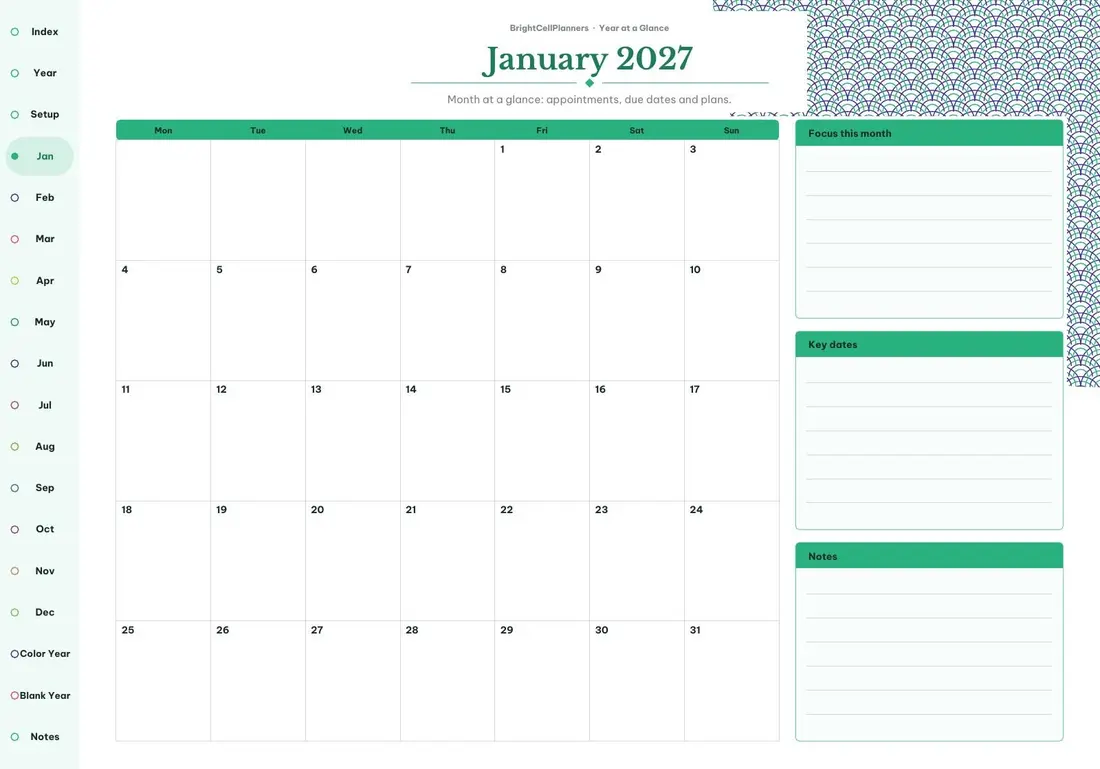 Index
Year
Setup
Jan
Feb
Mar
Apr
May
Jun
Jul
Aug
Sep
Oct
Nov
Dec
Color Year
Blank Year
Notes
BrightCellPlanners · Year at a Glance
January 2027
Month at a glance: appointments, due dates and plans.
Mon Tue Wed Thu Fri Sat Sun
1 2 3
4 5 6 7 8 9 10
11 12 13 14 15 16 17
18 19 20 21 22 23 24
25 26 27 28 29 30 31
Focus this month
Key dates
Notes